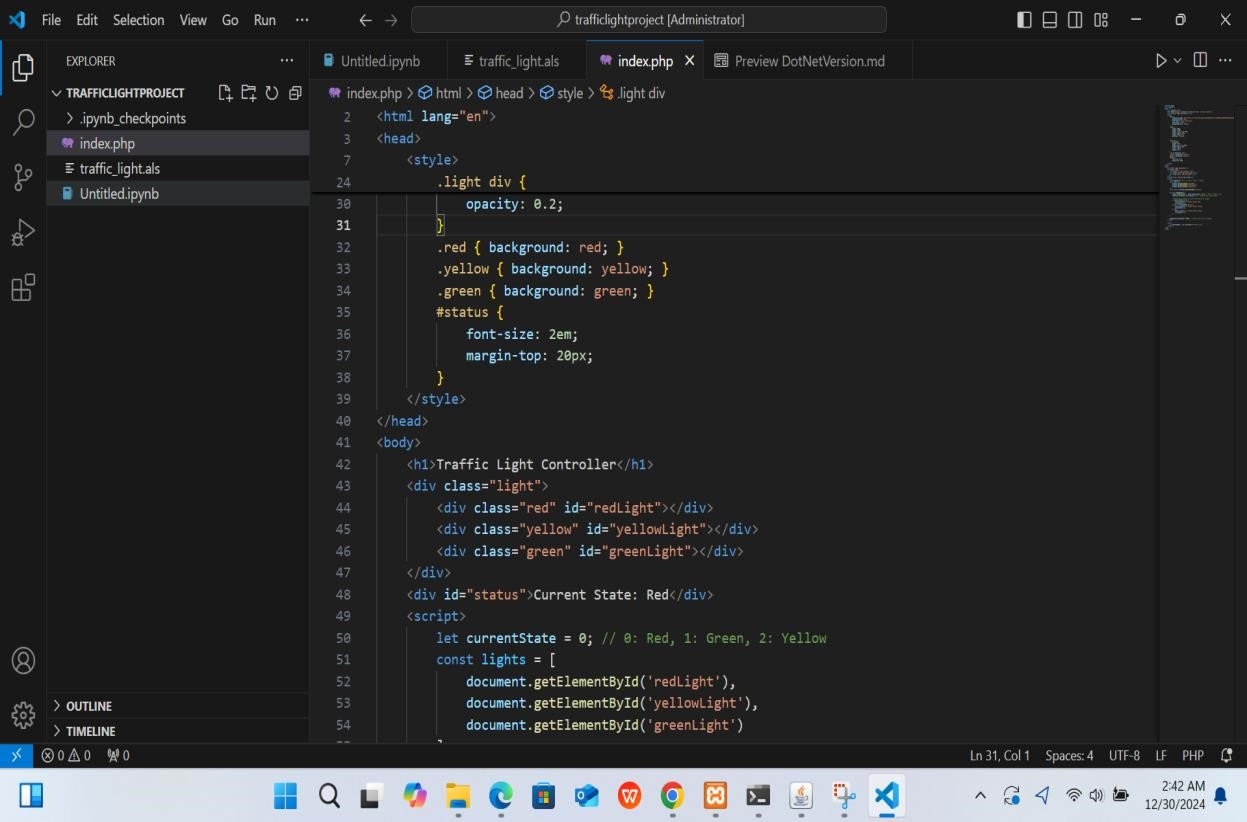 File Edit Selection View Go Run ··· trafficlightproject [Administrator]
EXPLORER ···
TRAFFICLIGHTPROJECT
.ipynb_checkpoints
index.php
traffic_light.als
Untitled.ipynb
OUTLINE
TIMELINE
Untitled.ipynb traffic_light.als index.php Preview DotNetVersion.md
index.php > html > head > style > .light div
2 <html lang="en">
3 <head>
7 <style>
24 .light div {
30 opacity: 0.2;
31 }
32 .red { background: red; }
33 .yellow { background: yellow; }
34 .green { background: green; }
35 #status {
36 font-size: 2em;
37 margin-top: 20px;
38 }
39 </style>
40 </head>
41 <body>
42 <h1>Traffic Light Controller</h1>
43 <div class="light">
44 <div class="red" id="redLight"></div>
45 <div class="yellow" id="yellowLight"></div>
46 <div class="green" id="greenLight"></div>
47 </div>
48 <div id="status">Current State: Red</div>
49 <script>
50 let currentState = 0; // 0: Red, 1: Green, 2: Yellow
51 const lights = [
52 document.getElementById('redLight'),
53 document.getElementById('yellowLight'),
54 document.getElementById('greenLight')
0 0 0 Ln 31, Col 1 Spaces: 4 UTF-8 LF PHP
2:42 AM
12/30/2024